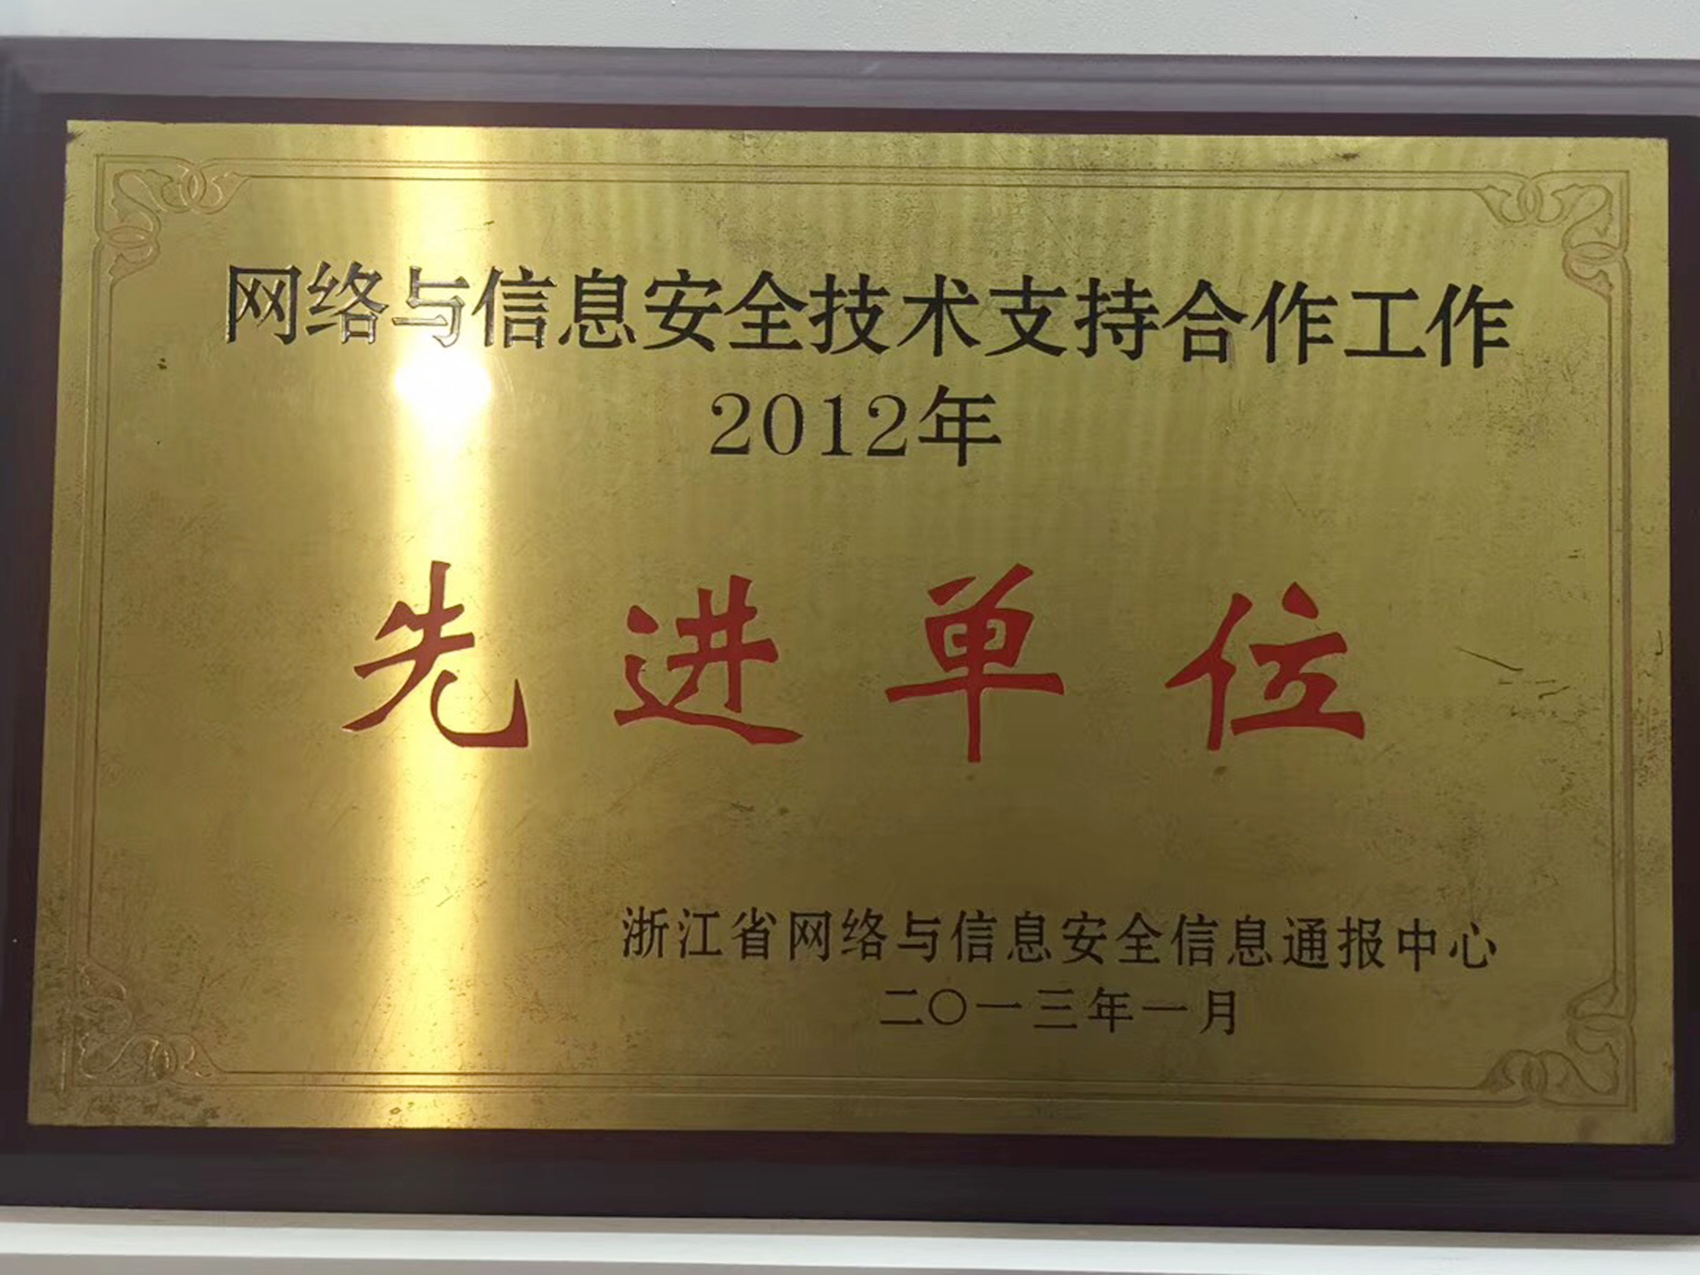 网络与信息安全技术支持合作工作
2012年
先进单位
浙江省网络与信息安全信息通报中心
二〇一三年一月